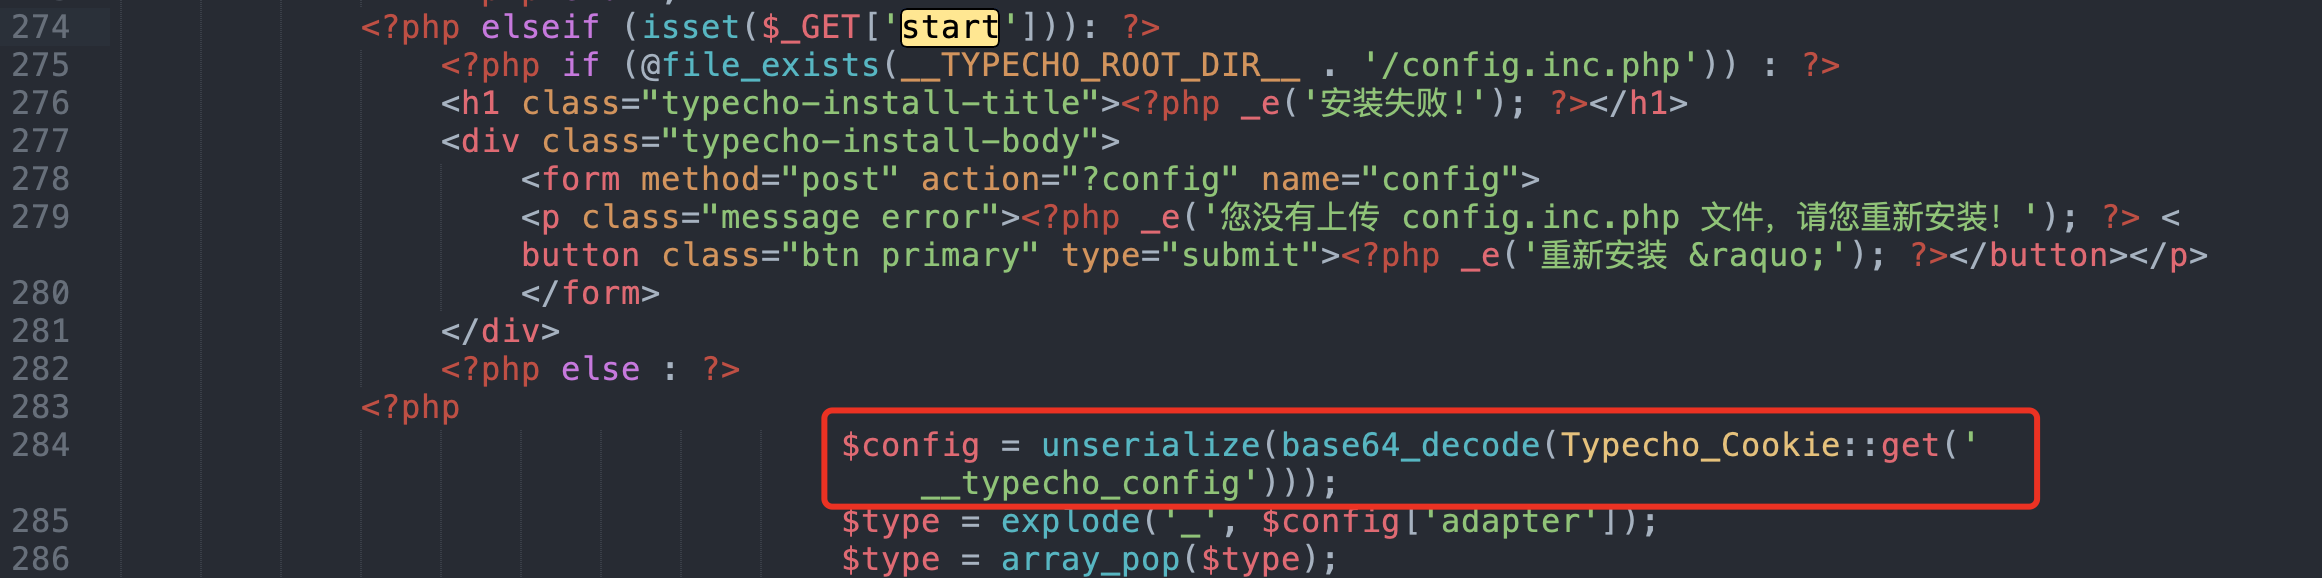 274 <?php elseif (isset($_GET['start'])): ?>
275 <?php if (@file_exists(__TYPECHO_ROOT_DIR__ . '/config.inc.php')) : ?>
276 <h1 class="typecho-install-title"><?php _e('安装失败!'); ?></h1>
277 <div class="typecho-install-body">
278 <form method="post" action="?config" name="config">
279 <p class="message error"><?php _e('您没有上传 config.inc.php 文件，请您重新安装！'); ?> <
button class="btn primary" type="submit"><?php _e('重新安装 &raquo;'); ?></button></p>
280 </form>
281 </div>
282 <?php else : ?>
283 <?php
284 $config = unserialize(base64_decode(Typecho_Cookie::get('
__typecho_config')));
285 $type = explode('_', $config['adapter']);
286 $type = array_pop($type);